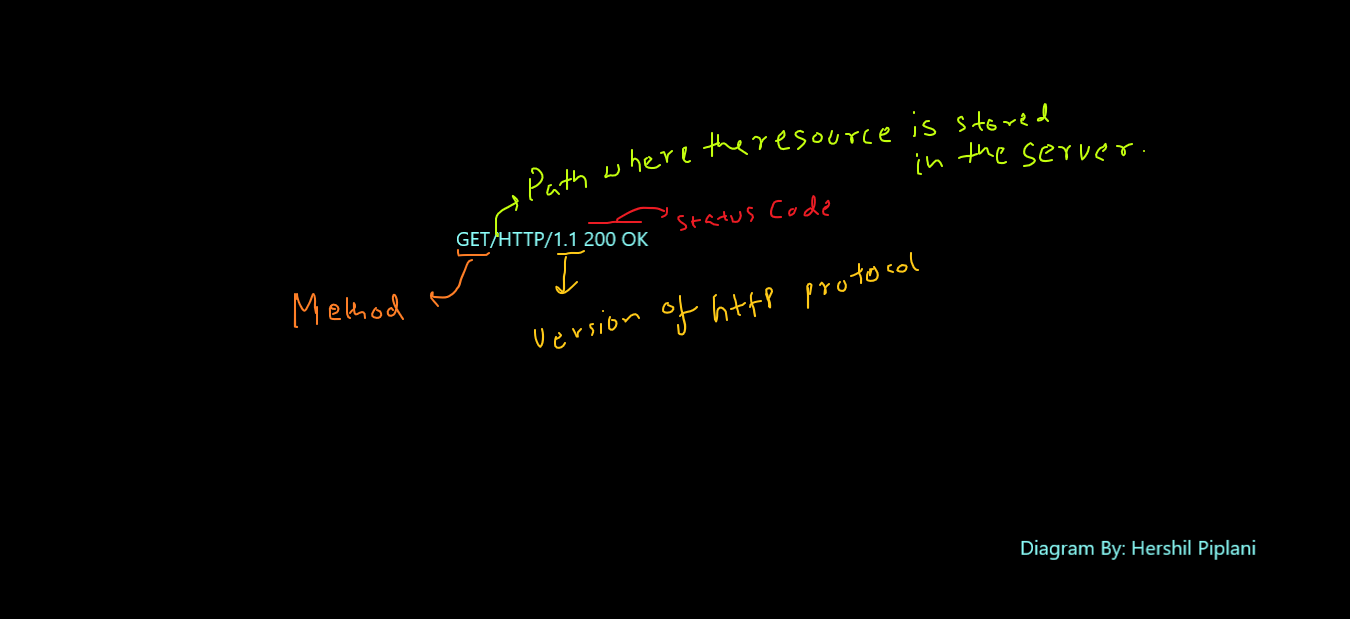 Path where the resource is stored
in the server.
status code
GET/HTTP/1.1 200 OK
Method
version of http protocol
Diagram By: Hershil Piplani